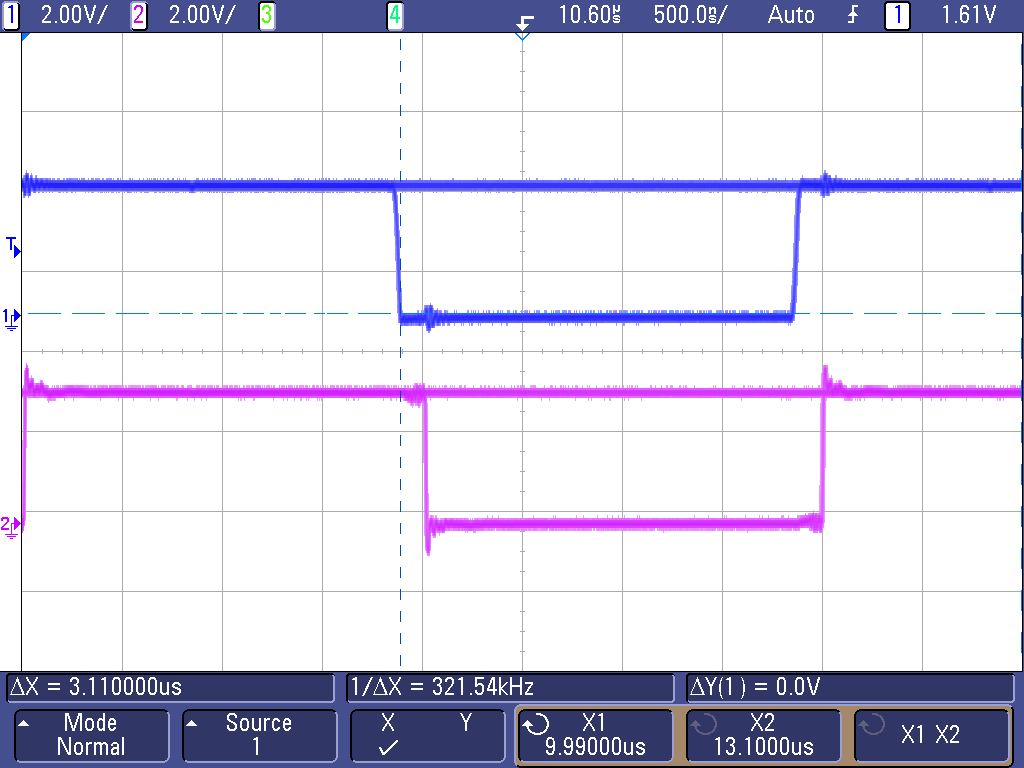 1 2.00V/ 2 2.00V/ 3 4 10.60µs 500.0ns/ Auto 1 1.61V
T
1
2
ΔX = 3.110000us 1/ΔX = 321.54kHz ΔY(1) = 0.0V
Mode Source X Y X1 X2 X1 X2
Normal 1 ✓ 9.99000us 13.1000us